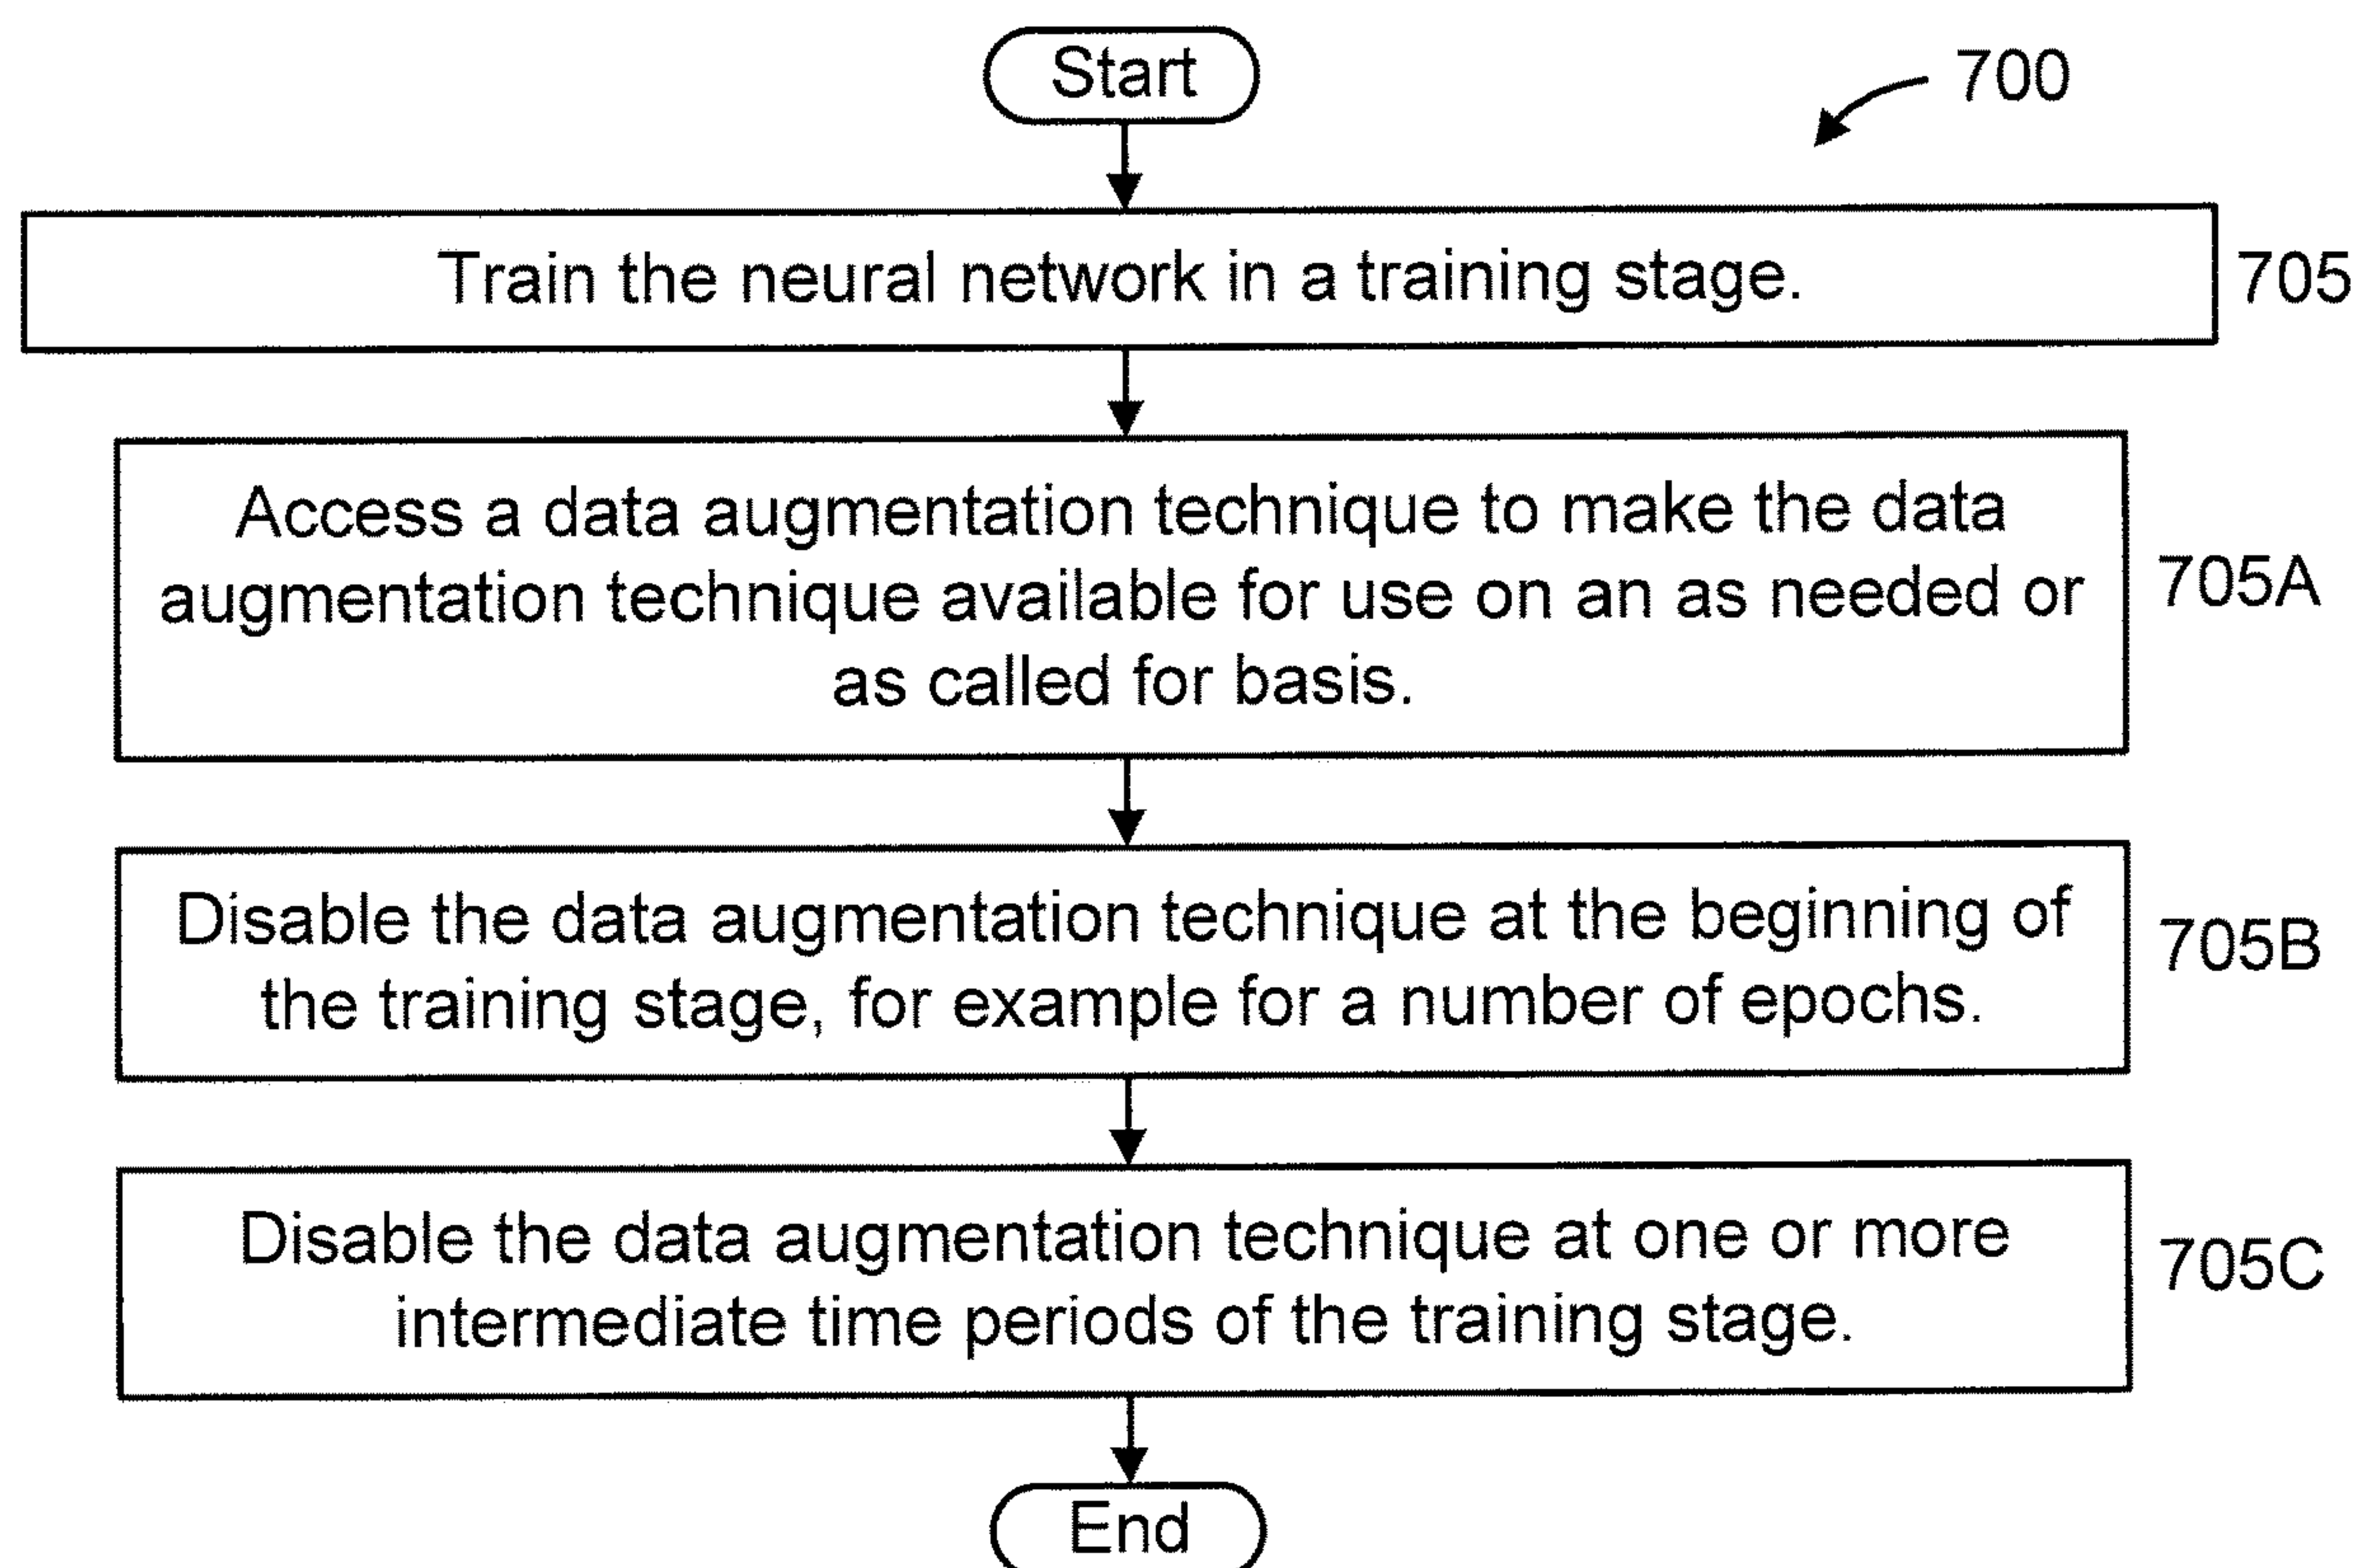 Start
700
Train the neural network in a training stage.
705
Access a data augmentation technique to make the data
augmentation technique available for use on an as needed or
as called for basis.
705A
Disable the data augmentation technique at the beginning of
the training stage, for example for a number of epochs.
705B
Disable the data augmentation technique at one or more
intermediate time periods of the training stage.
705C
End